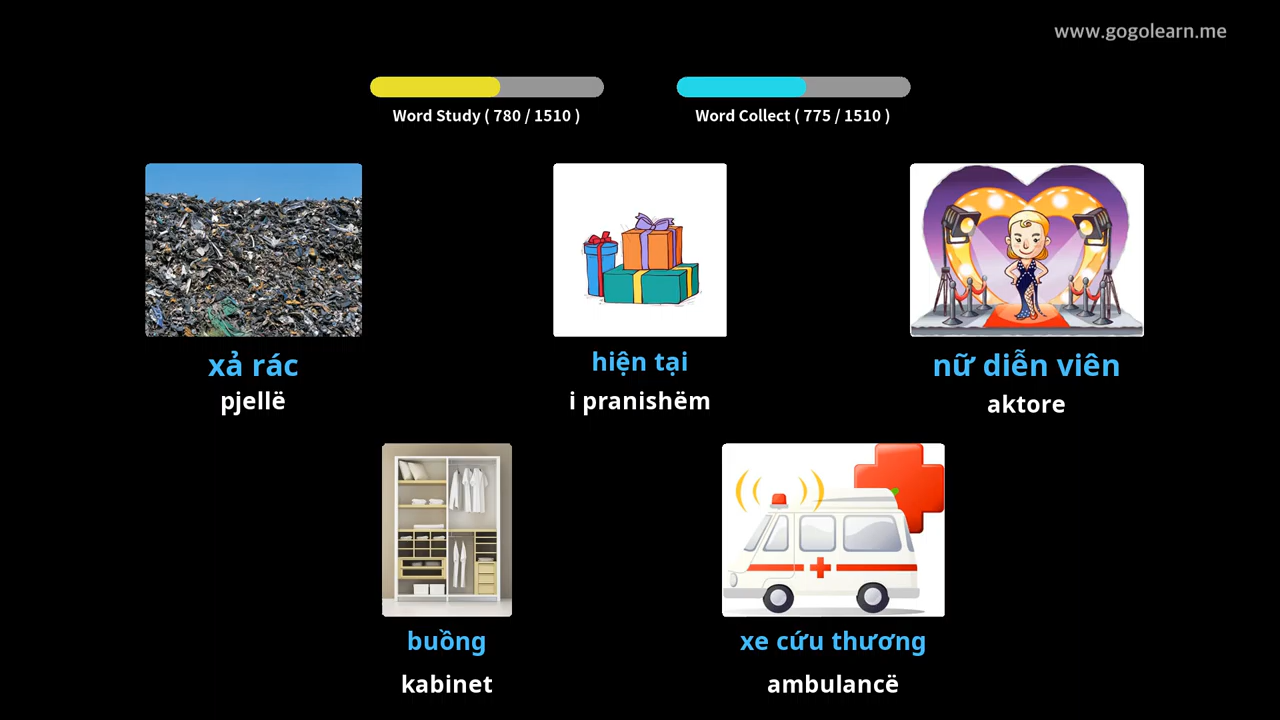 www.gogolearn.me
Word Study ( 780 / 1510 )
Word Collect ( 775 / 1510 )
xả rác
pjellë
hiện tại
i pranishëm
nữ diễn viên
aktore
buồng
kabinet
xe cứu thương
ambulancë